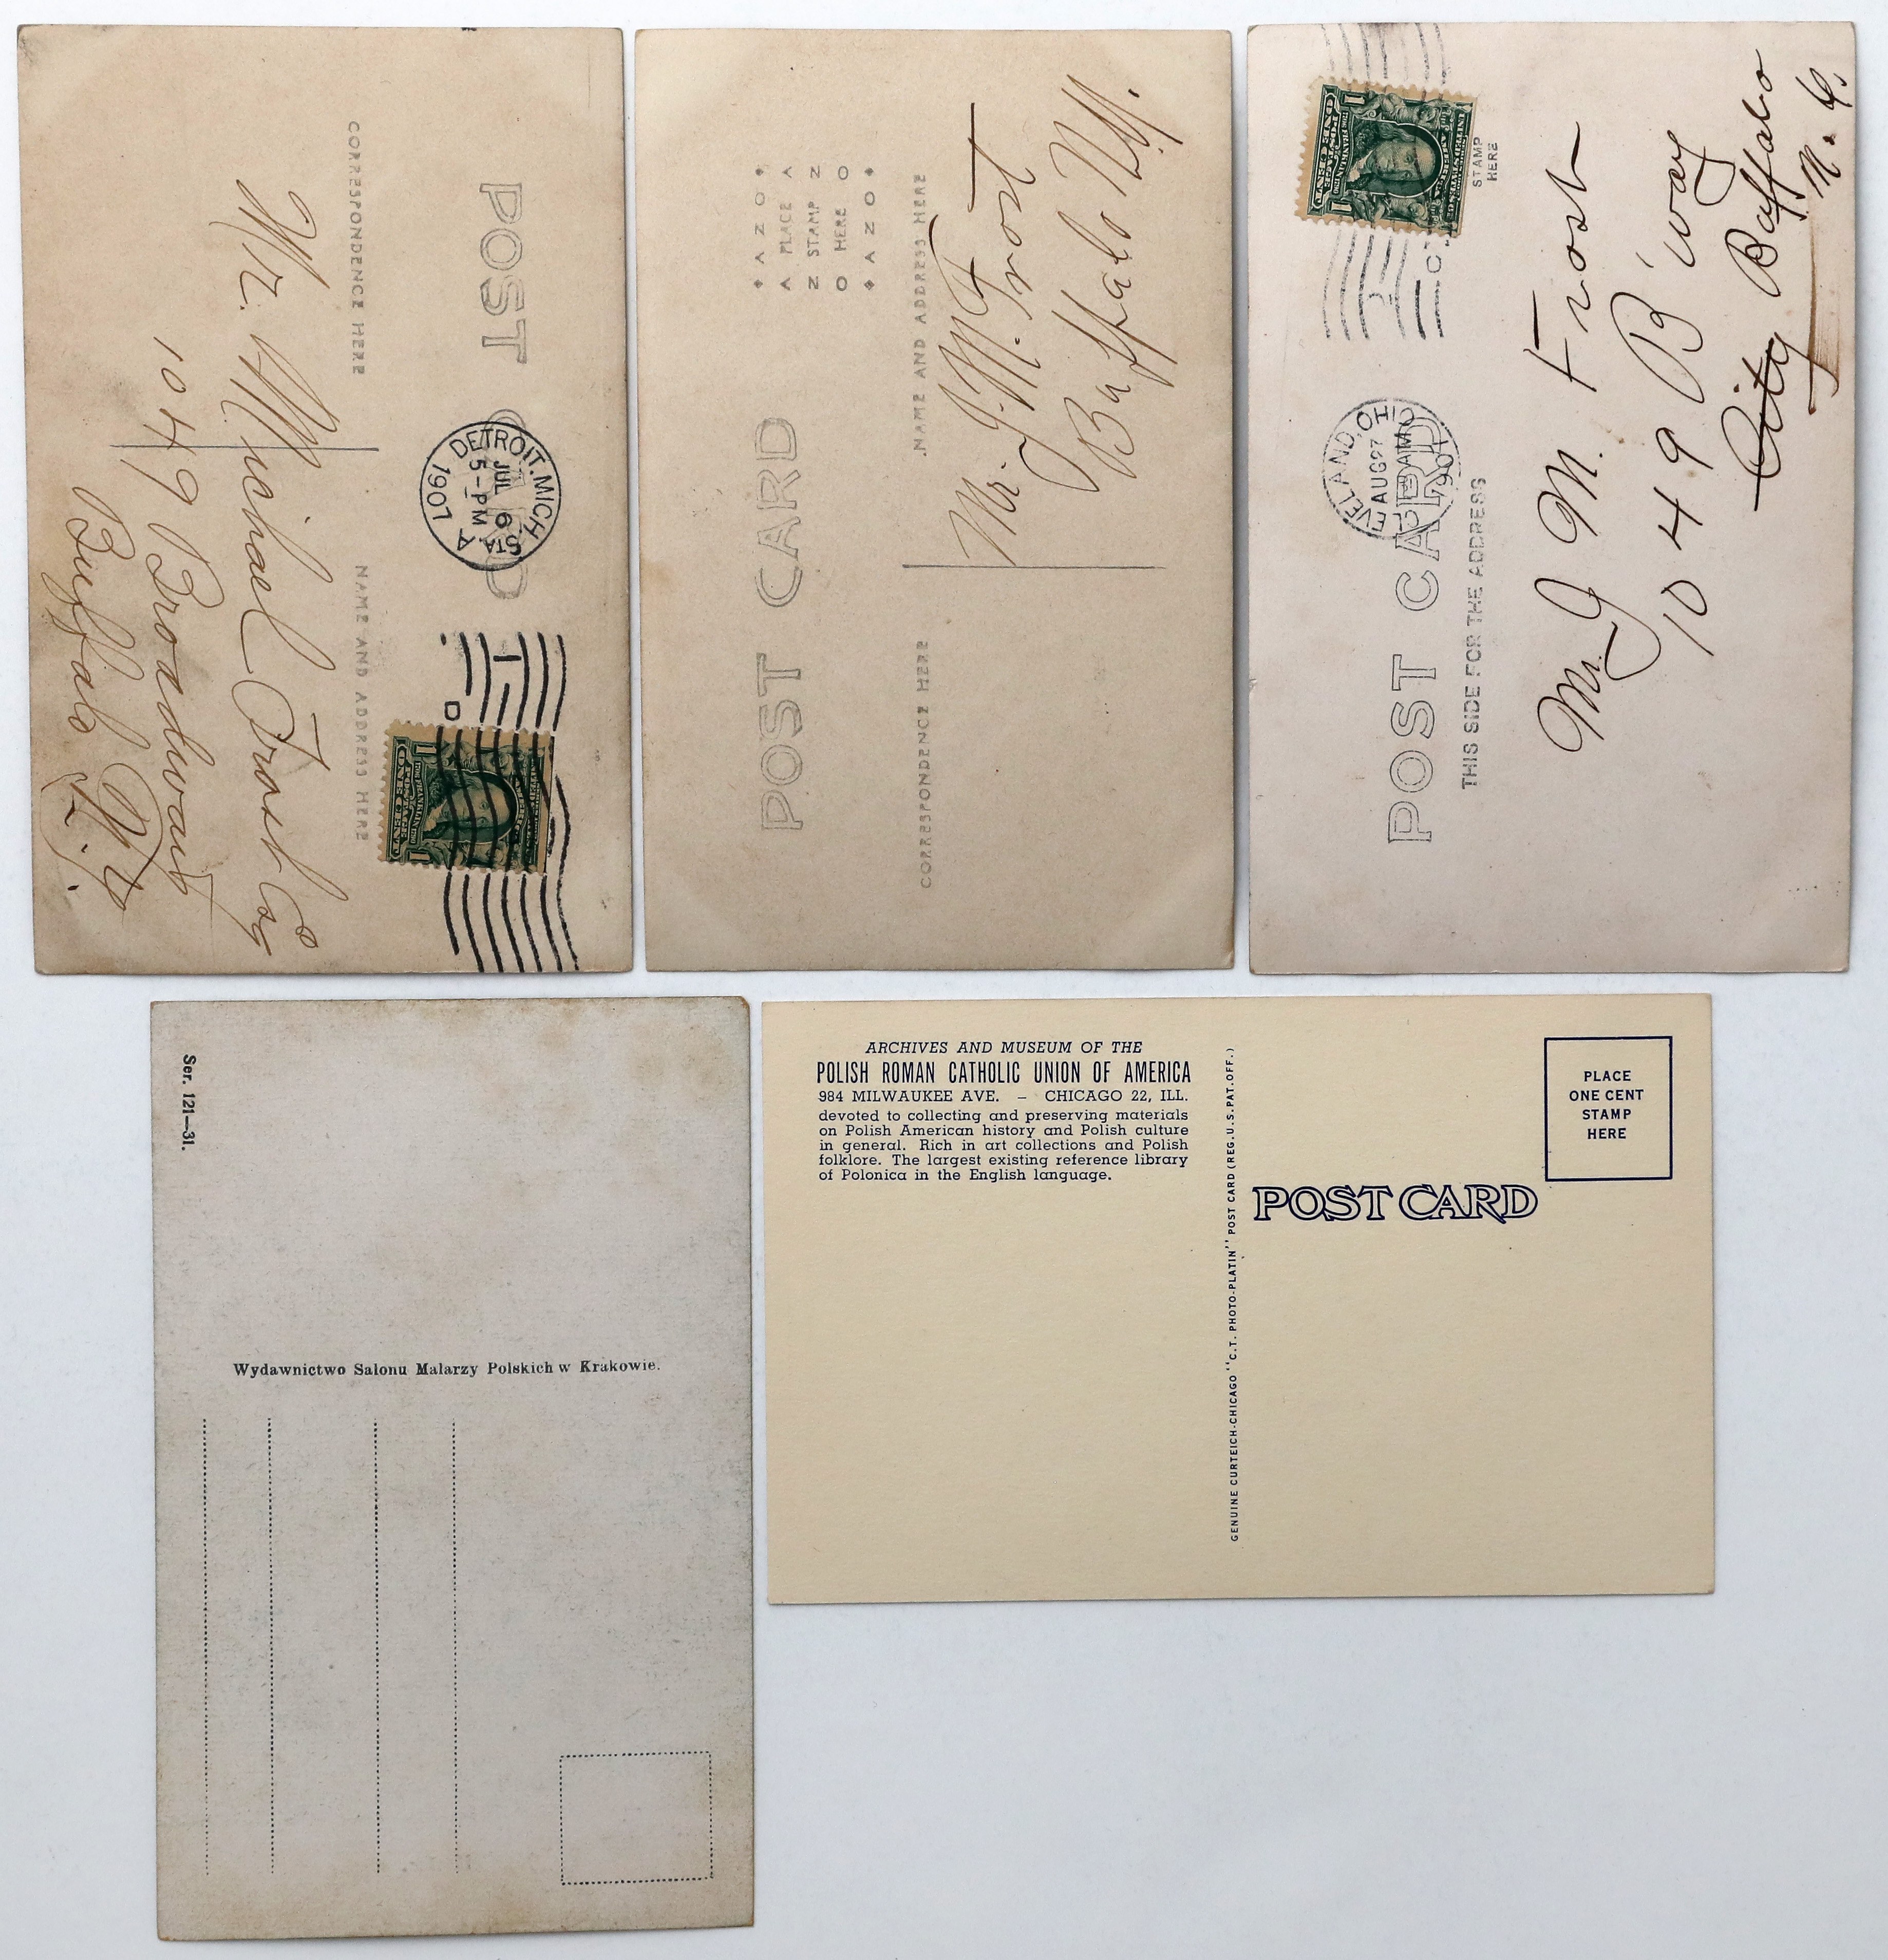 POST CARD
CORRESPONDENCE HERE
NAME AND ADDRESS HERE
DETROIT, MICH. STA. A
JUL 6
5-PM
1907
Mr. Michael Frost Esq
1049 Broadway
Buffalo
N.Y.
AZO
A PLACE A
Z STAMP Z
O HERE O
AZO
POST CARD
CORRESPONDENCE HERE
NAME AND ADDRESS HERE
Mr. J. M. Frost
Buffalo N.Y.
STAMP
HERE
EVELAND, OHIO
AUG 27
AM
190
POST CARD
THIS SIDE FOR THE ADDRESS
Mr J M. Frost
1049 B'way
City Buffalo
N. Y.
Ser. 121—31.
Wydawnictwo Salonu Malarzy Polskich w Krakowie.
ARCHIVES AND MUSEUM OF THE
POLISH ROMAN CATHOLIC UNION OF AMERICA
984 MILWAUKEE AVE. – CHICAGO 22, ILL.
devoted to collecting and preserving materials
on Polish American history and Polish culture
in general. Rich in art collections and Polish
folklore. The largest existing reference library
of Polonica in the English language.
GENUINE CURTEICH-CHICAGO "C.T. PHOTO-PLATIN" POST CARD (REG. U.S. PAT. OFF.)
POST CARD
PLACE
ONE CENT
STAMP
HERE